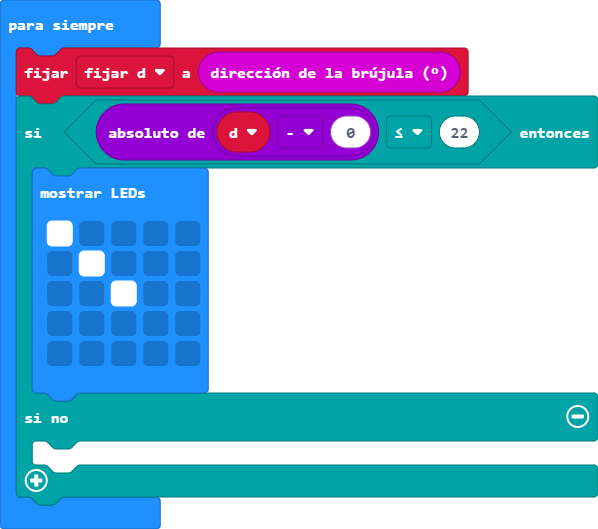 para siempre
fijar fijar d a dirección de la brújula (º)
si absoluto de d - 0 ≤ 22 entonces
mostrar LEDs
si no